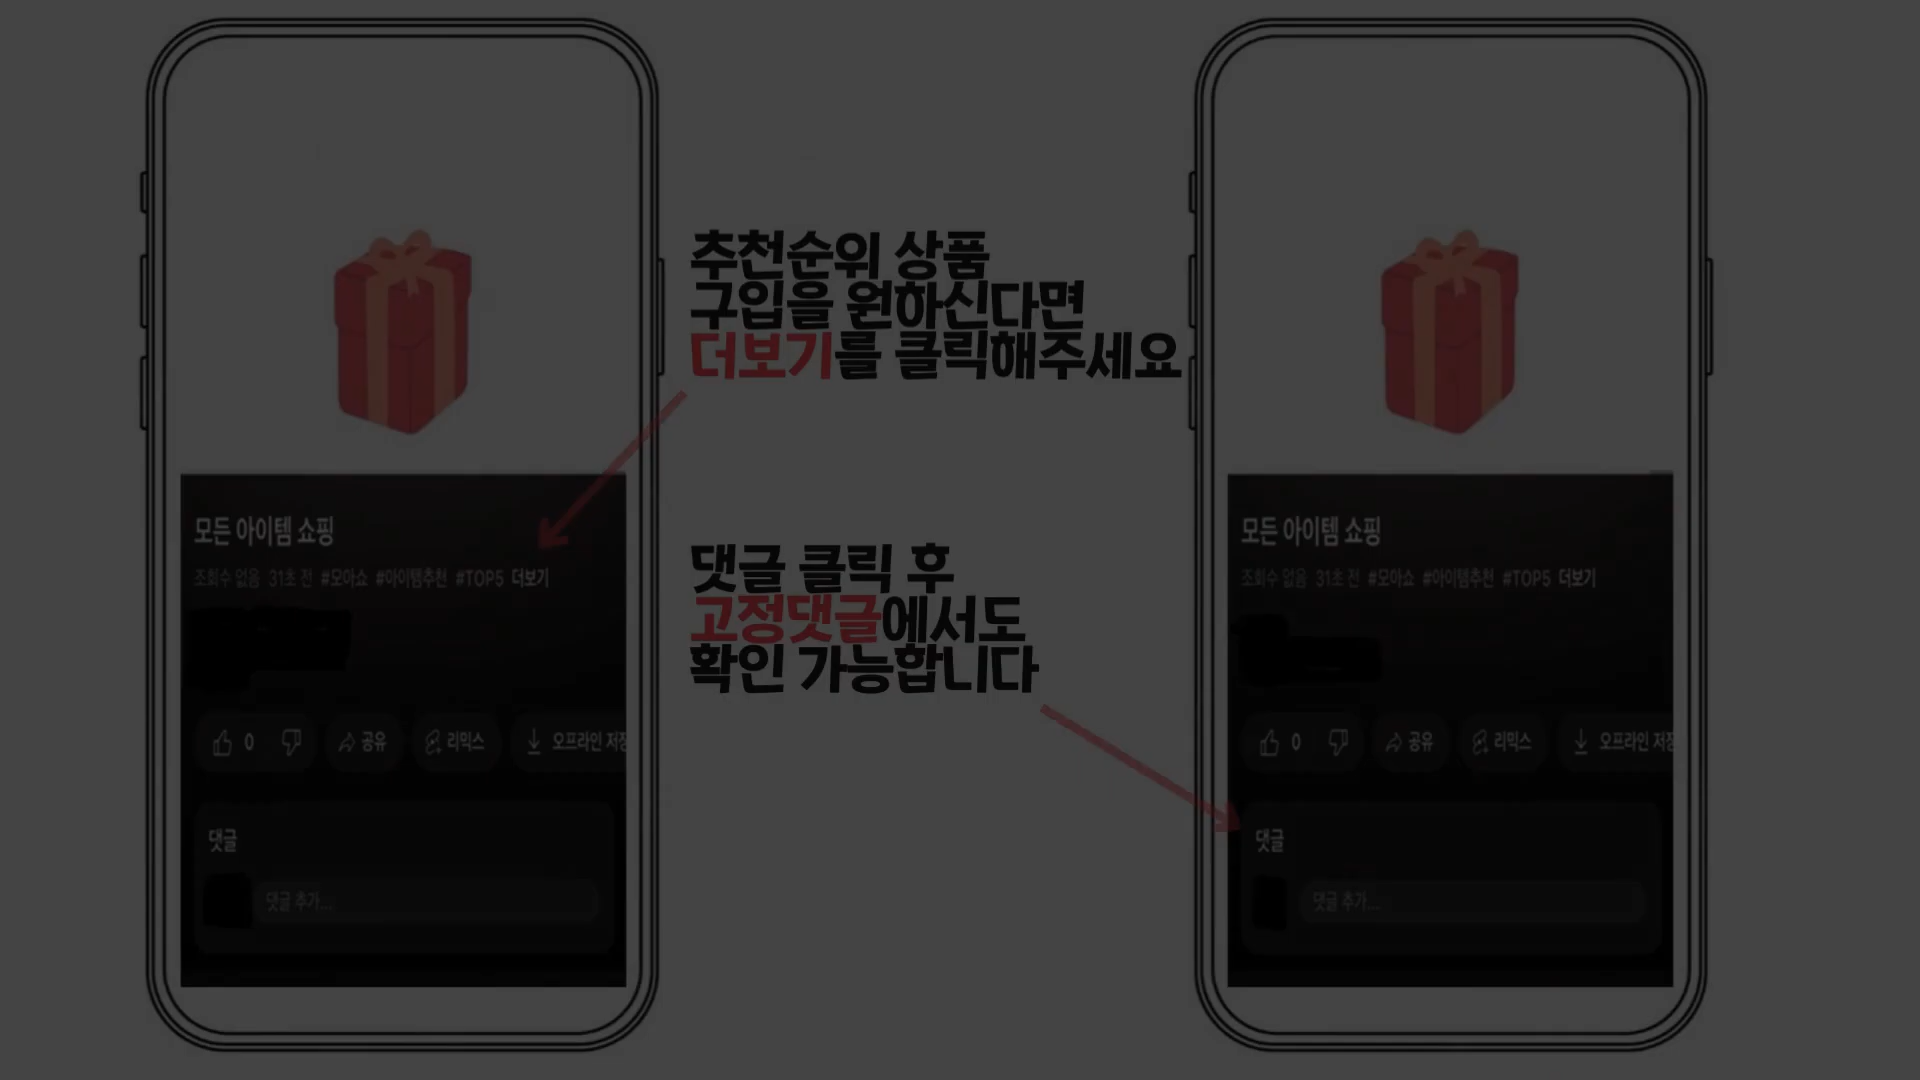 추천순위 상품
구입을 원하신다면
더보기를 클릭해주세요
모든 아이템 쇼핑
조회수 없음 31초 전 #모아쇼 #아이템추천 #TOP5 더보기
0
공유
리믹스
오프라인 저장
댓글
댓글 추가...
댓글 클릭 후
고정댓글에서도
확인 가능합니다
모든 아이템 쇼핑
조회수 없음 31초 전 #모아쇼 #아이템추천 #TOP5 더보기
0
공유
리믹스
오프라인 저장
댓글
댓글 추가...